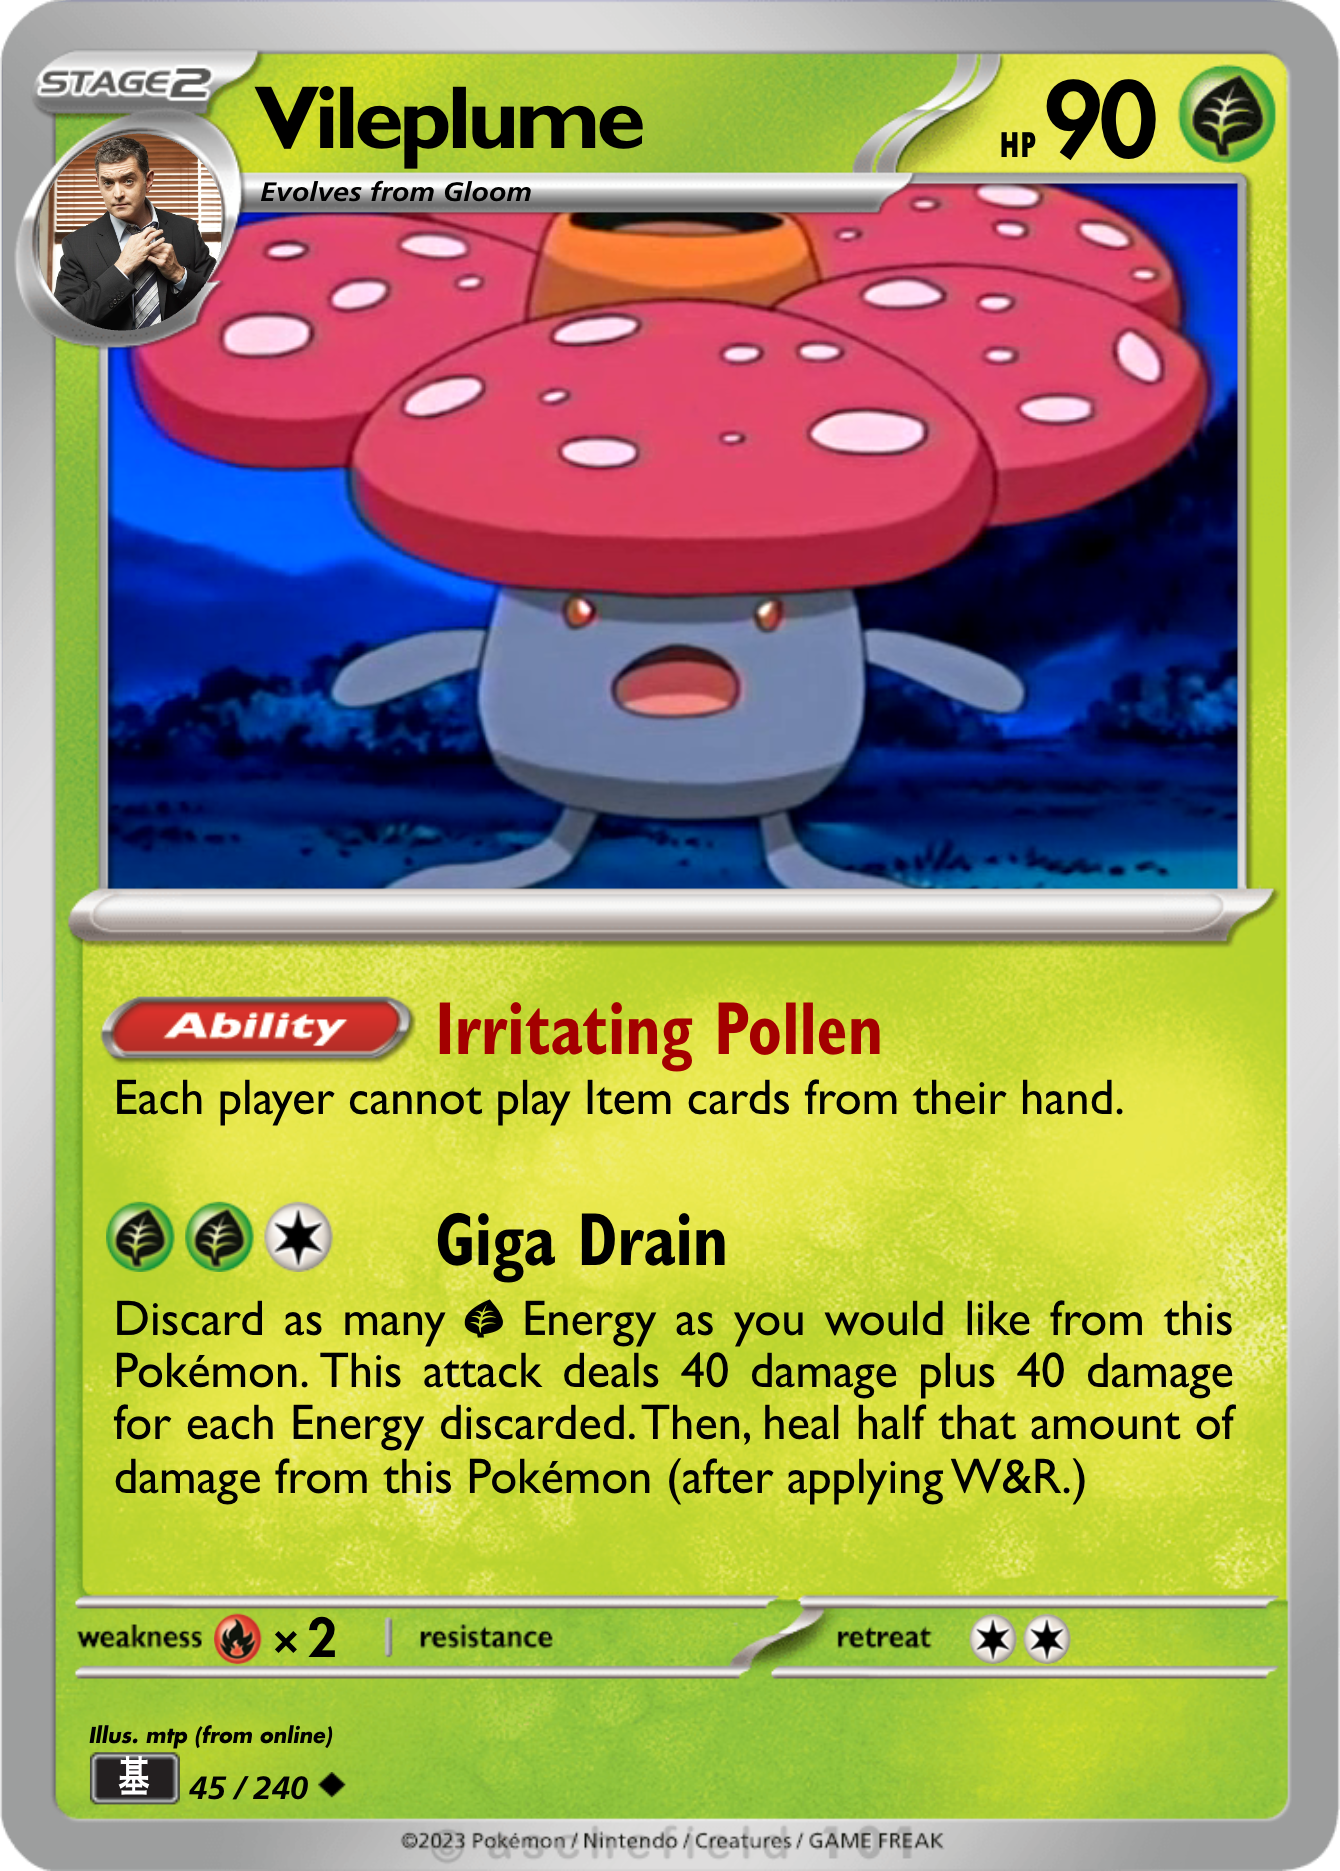 STAGE2
Vileplume
HP 90
Evolves from Gloom
Ability Irritating Pollen
Each player cannot play Item cards from their hand.
Giga Drain
Discard as many Energy as you would like from this
Pokémon. This attack deals 40 damage plus 40 damage
for each Energy discarded. Then, heal half that amount of
damage from this Pokémon (after applying W&R.)
weakness ×2 resistance retreat
Illus. mtp (from online)
基 45 / 240
©2023 Pokémon / Nintendo / Creatures / GAME FREAK